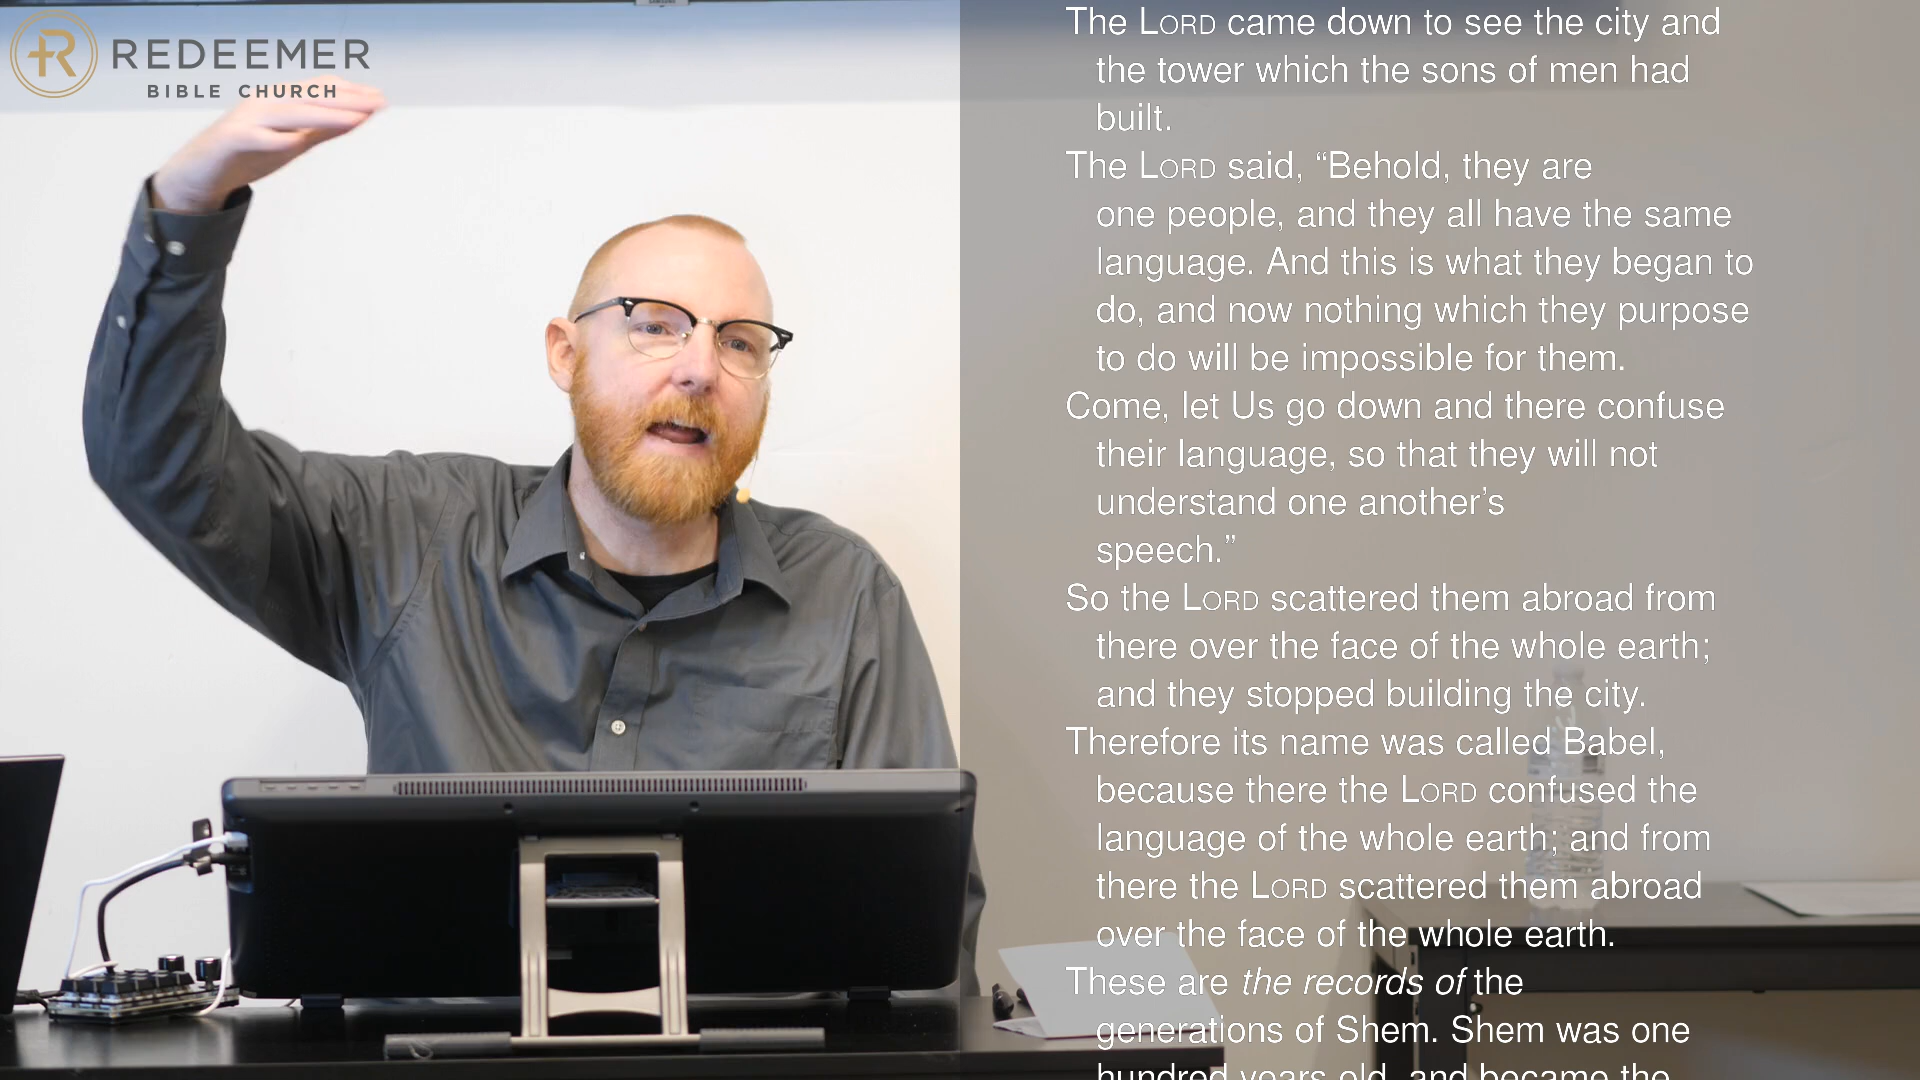 REDEEMER
BIBLE CHURCH
SAMSUNG
The LORD came down to see the city and
the tower which the sons of men had
built.
The LORD said, “Behold, they are
one people, and they all have the same
language. And this is what they began to
do, and now nothing which they purpose
to do will be impossible for them.
Come, let Us go down and there confuse
their language, so that they will not
understand one another’s
speech.”
So the LORD scattered them abroad from
there over the face of the whole earth;
and they stopped building the city.
Therefore its name was called Babel,
because there the LORD confused the
language of the whole earth; and from
there the LORD scattered them abroad
over the face of the whole earth.
These are the records of the
generations of Shem. Shem was one
hundred years old, and became the